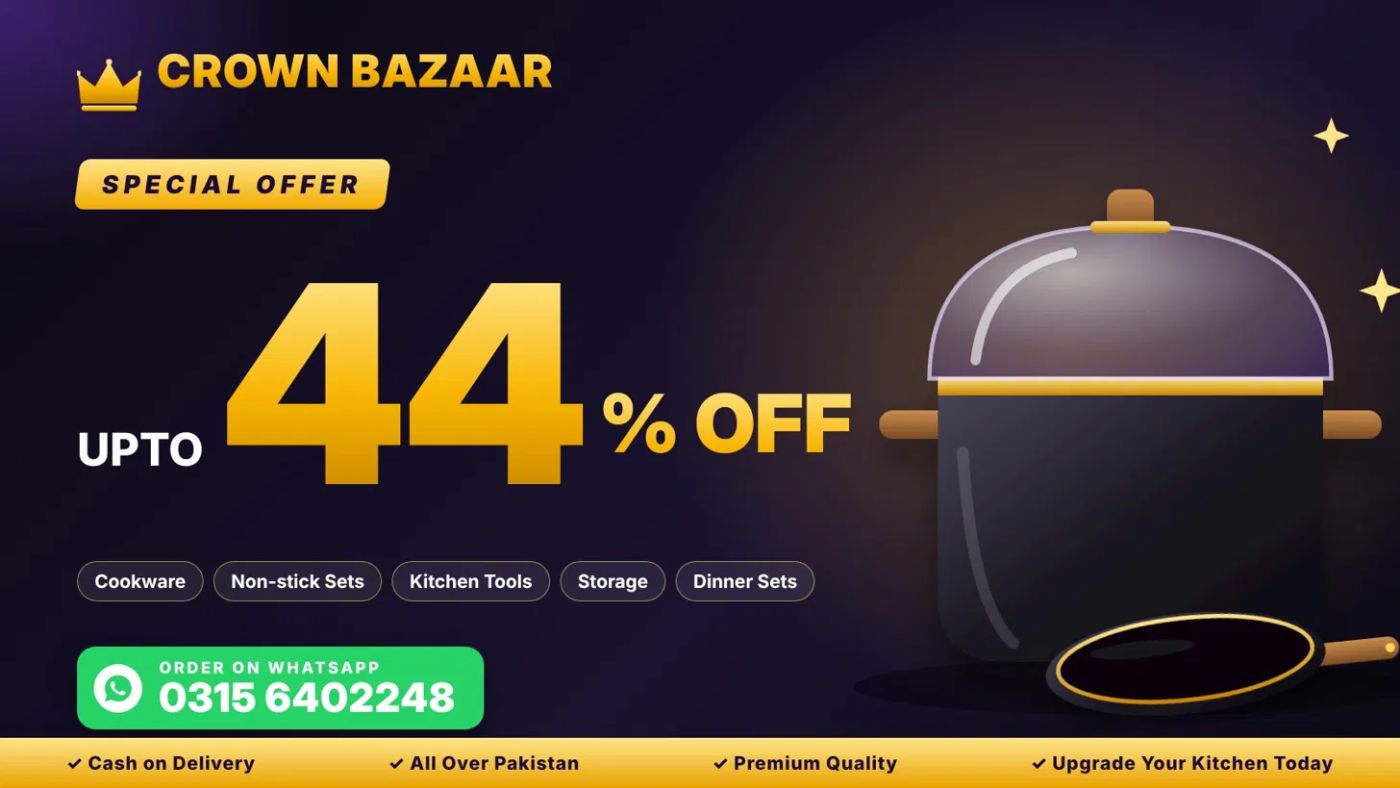 CROWN BAZAAR
SPECIAL OFFER
UPTO 44 % OFF
Cookware Non-stick Sets Kitchen Tools Storage Dinner Sets
ORDER ON WHATSAPP
0315 6402248
✓ Cash on Delivery ✓ All Over Pakistan ✓ Premium Quality ✓ Upgrade Your Kitchen Today